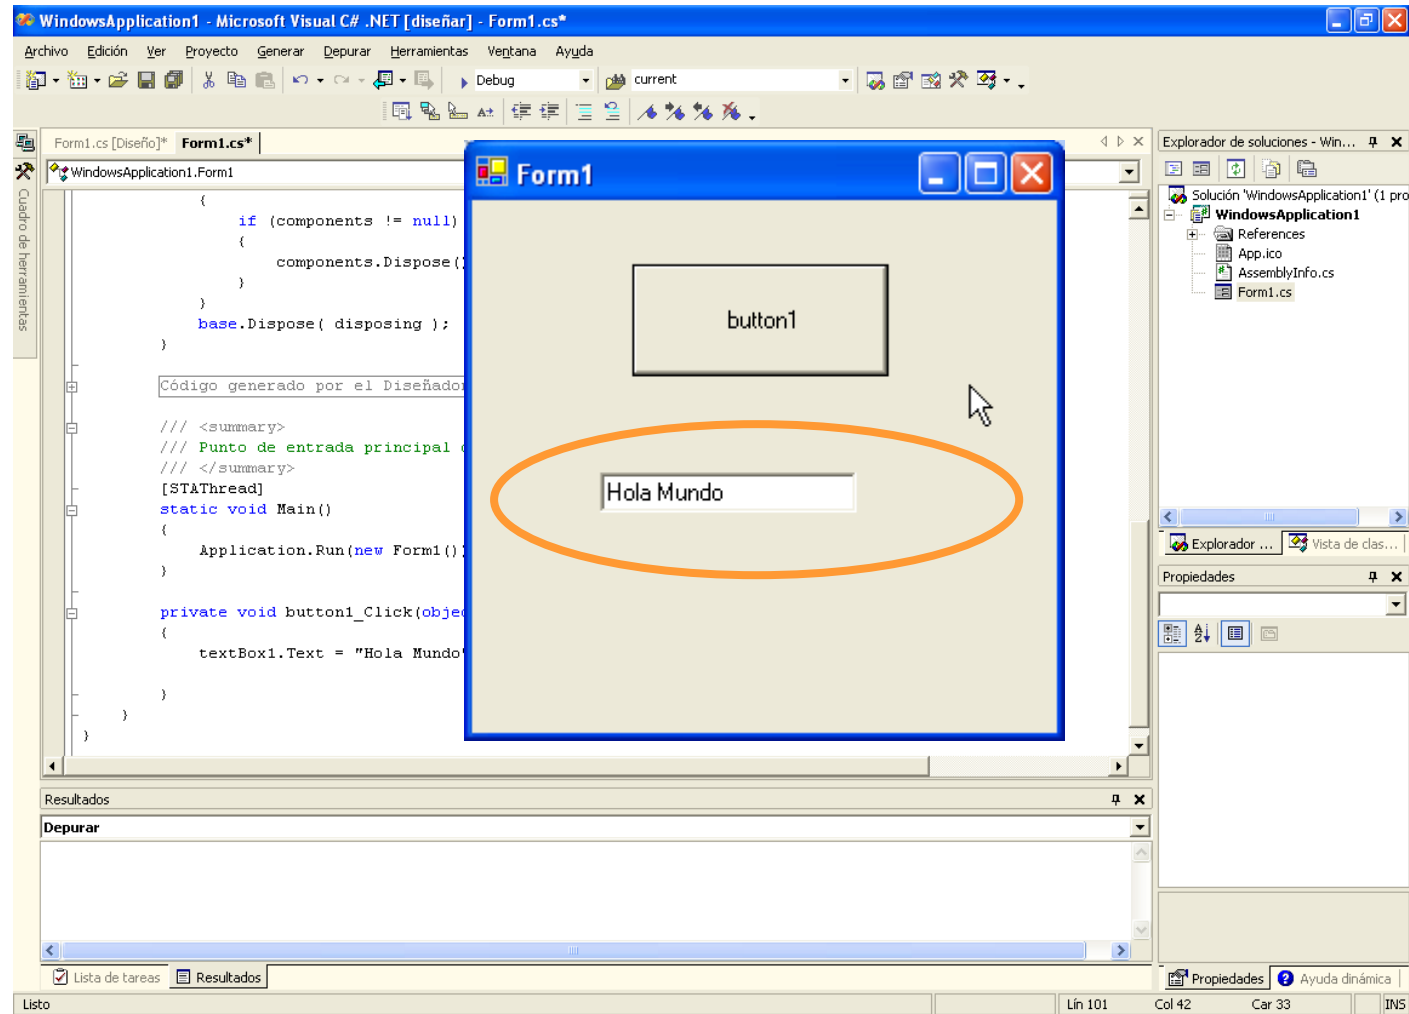 WindowsApplication1 - Microsoft Visual C# .NET [diseñar] - Form1.cs*
Archivo Edición Ver Proyecto Generar Depurar Herramientas Ventana Ayuda
Debug current
Form1.cs [Diseño]* Form1.cs*
WindowsApplication1.Form1
Cuadro de herramientas
{
if (components != null)
{
components.Dispose()
}
}
base.Dispose( disposing );
}
Código generado por el Diseñador
/// <summary>
/// Punto de entrada principal
/// </summary>
[STAThread]
static void Main()
{
Application.Run(new Form1()
}
private void button1_Click(obje
{
textBox1.Text = "Hola Mundo"
}
}
}
Form1
button1
Hola Mundo
Explorador de soluciones - Win...
Solución 'WindowsApplication1' (1 pro
WindowsApplication1
References
App.ico
AssemblyInfo.cs
Form1.cs
Explorador ... Vista de clas...
Propiedades
Resultados
Depurar
Lista de tareas Resultados
Propiedades Ayuda dinámica
Listo Lín 101 Col 42 Car 33 INS